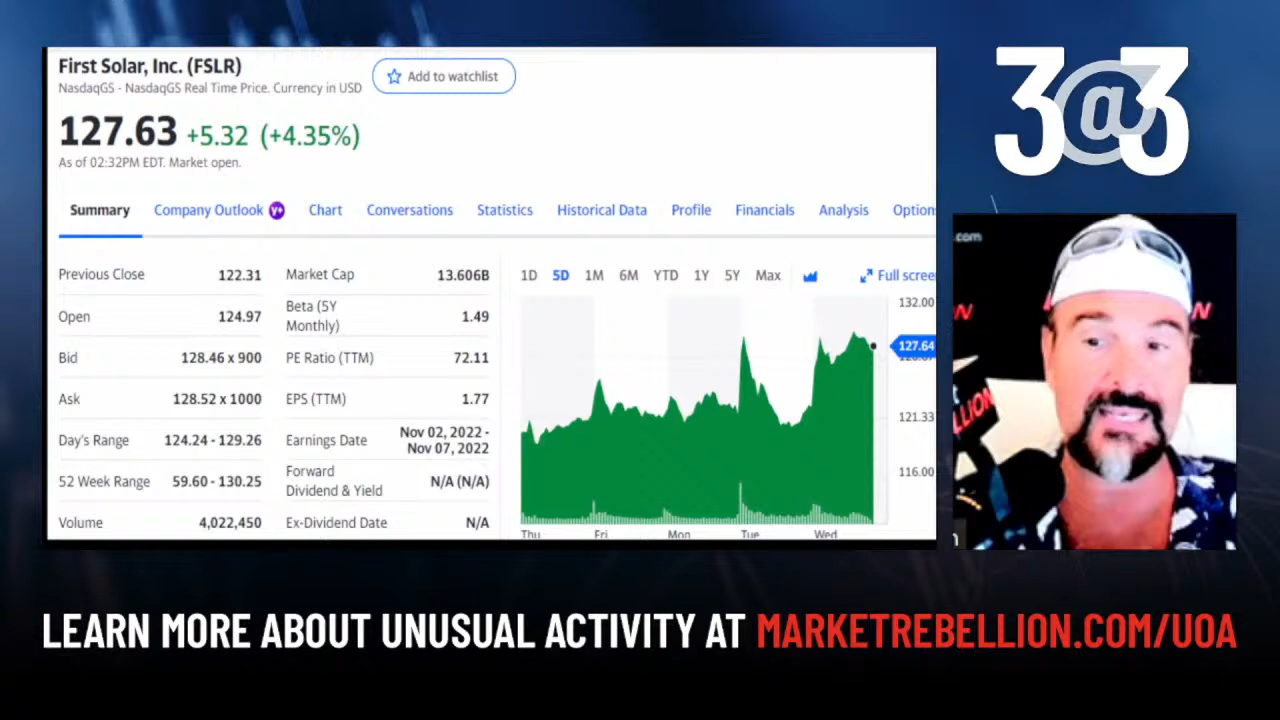 First Solar, Inc. (FSLR)
Add to watchlist
NasdaqGS - NasdaqGS Real Time Price. Currency in USD
127.63 +5.32 (+4.35%)
As of 02:32PM EDT. Market open.
Summary Company Outlook Y+ Chart Conversations Statistics Historical Data Profile Financials Analysis Options
Previous Close 122.31
Open 124.97
Bid 128.46 x 900
Ask 128.52 x 1000
Day's Range 124.24 - 129.26
52 Week Range 59.60 - 130.25
Volume 4,022,450
Market Cap 13.606B
Beta (5Y
Monthly) 1.49
PE Ratio (TTM) 72.11
EPS (TTM) 1.77
Earnings Date Nov 02, 2022 -
Nov 07, 2022
Forward
Dividend & Yield N/A (N/A)
Ex-Dividend Date N/A
1D 5D 1M 6M YTD 1Y 5Y Max Full scree
132.00
127.64
121.33
116.00
Thu Fri Mon Tue Wed
3@3
.com
LLION
LEARN MORE ABOUT UNUSUAL ACTIVITY AT MARKETREBELLION.COM/UOA